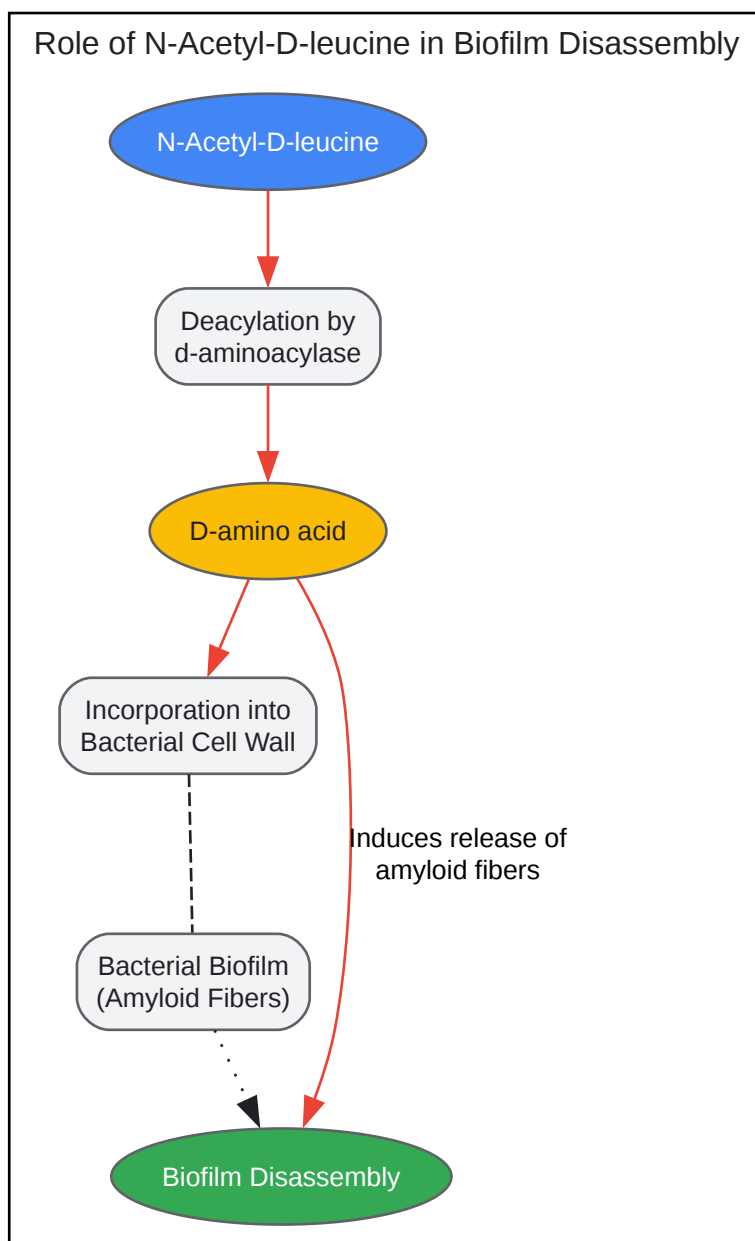 Role of N-Acetyl-D-leucine in Biofilm Disassembly
N-Acetyl-D-leucine
Deacylation by
d-aminoacylase
D-amino acid
Incorporation into
Bacterial Cell Wall
Induces release of
amyloid fibers
Bacterial Biofilm
(Amyloid Fibers)
Biofilm Disassembly